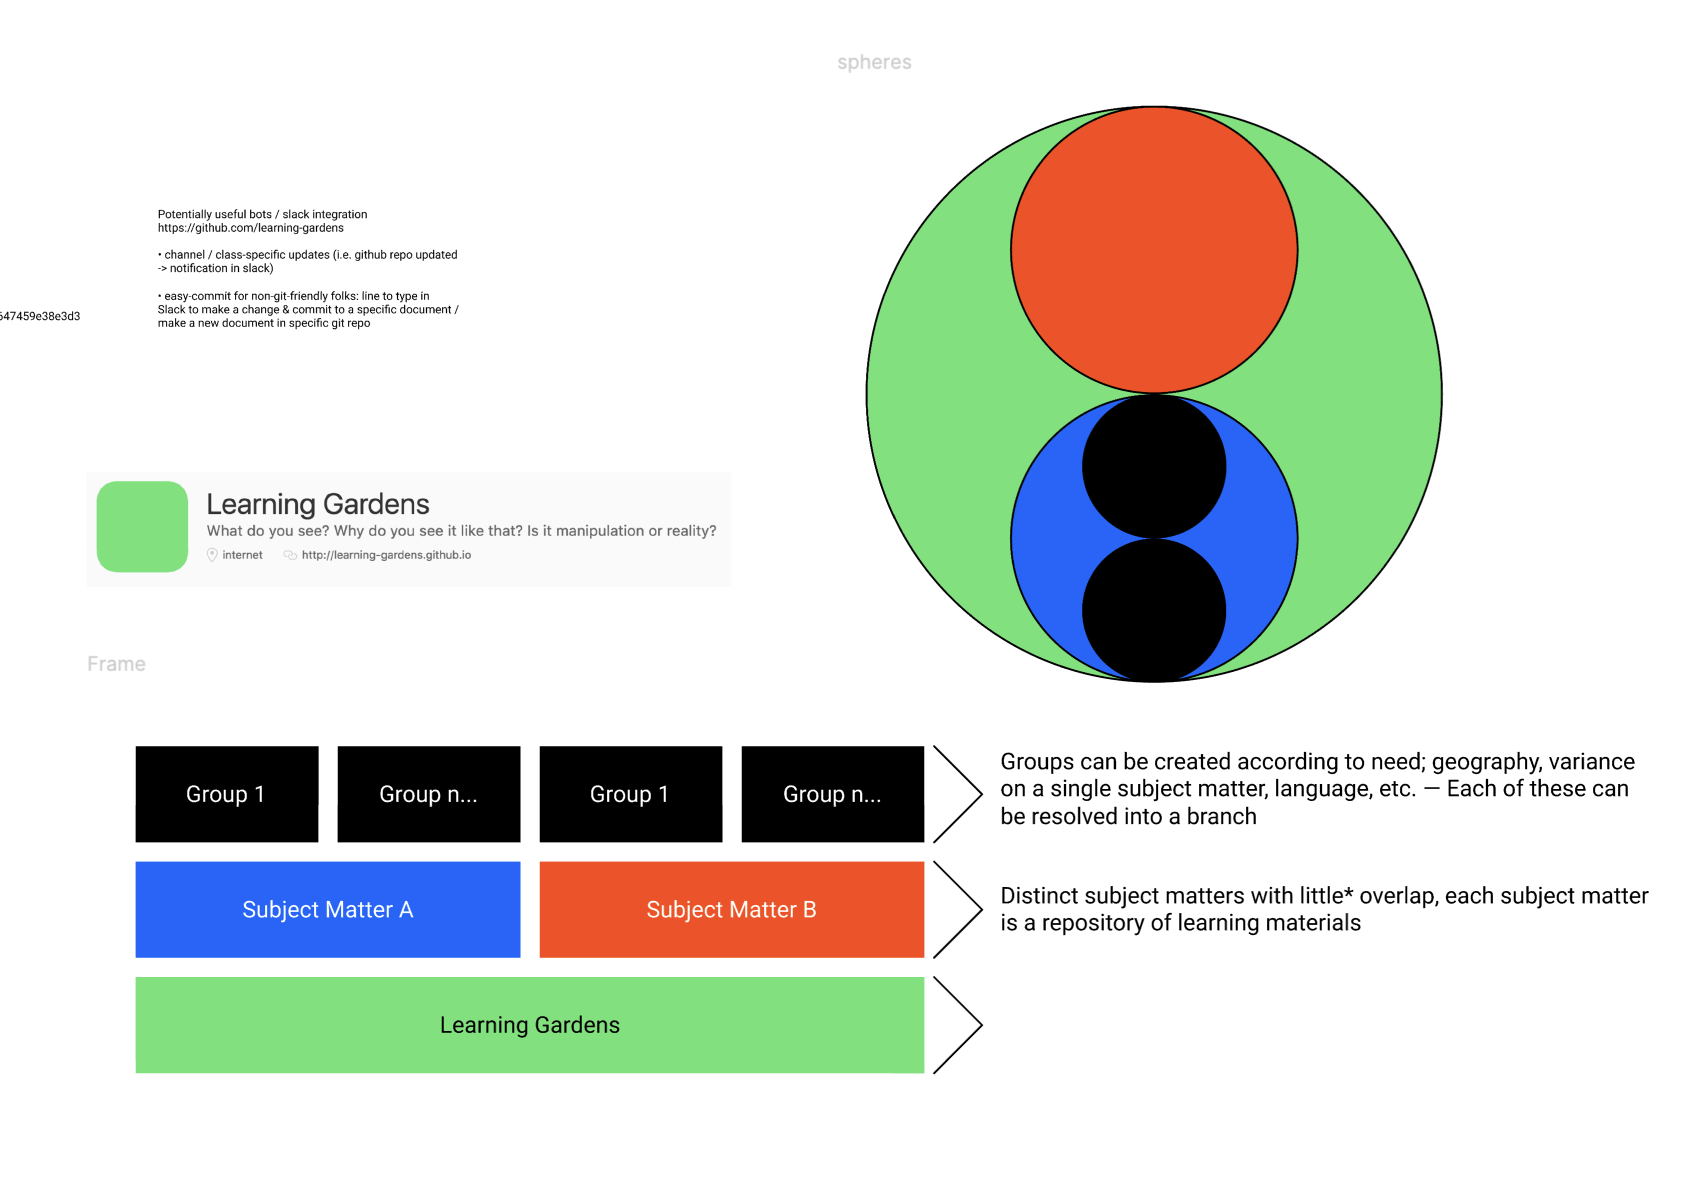 spheres
Potentially useful bots / slack integration
https://github.com/learning-gardens
• channel / class-specific updates (i.e. github repo updated
-> notification in slack)
• easy-commit for non-git-friendly folks: line to type in
Slack to make a change & commit to a specific document /
make a new document in specific git repo
647459e38e3d3
Learning Gardens
What do you see? Why do you see it like that? Is it manipulation or reality?
internet http://learning-gardens.github.io
Frame
Group 1 Group n... Group 1 Group n...
Groups can be created according to need; geography, variance
on a single subject matter, language, etc. — Each of these can
be resolved into a branch
Subject Matter A Subject Matter B
Distinct subject matters with little* overlap, each subject matter
is a repository of learning materials
Learning Gardens